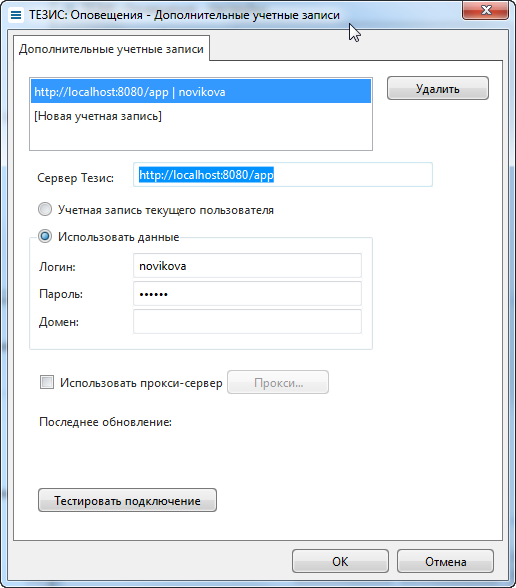 ТЕЗИС: Оповещения - Дополнительные учетные записи
Дополнительные учетные записи
http://localhost:8080/app | novikova
Удалить
[Новая учетная запись]
Сервер Тезис: http://localhost:8080/app
Учетная запись текущего пользователя
Использовать данные
Логин: novikova
Пароль: ••••••
Домен:
Использовать прокси-сервер Прокси...
Последнее обновление:
Тестировать подключение
OK Отмена